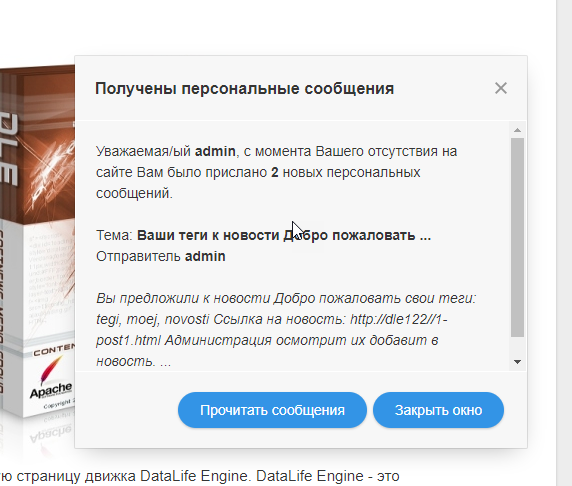 Получены персональные сообщения
Уважаемая/ый admin, с момента Вашего отсутствия на
сайте Вам было прислано 2 новых персональных
сообщений.
Тема: Ваши теги к новости Добро пожаловать ...
Отправитель admin
Вы предложили к новости Добро пожаловать свои теги:
tegi, moej, novosti Ссылка на новость: http://dle122//1-
post1.html Администрация осмотрит их добавит в
новость. ...
Прочитать сообщения
Закрыть окно
DLE
CONTEN
Apache
Copyright
ую страницу движка DataLife Engine. DataLife Engine - это